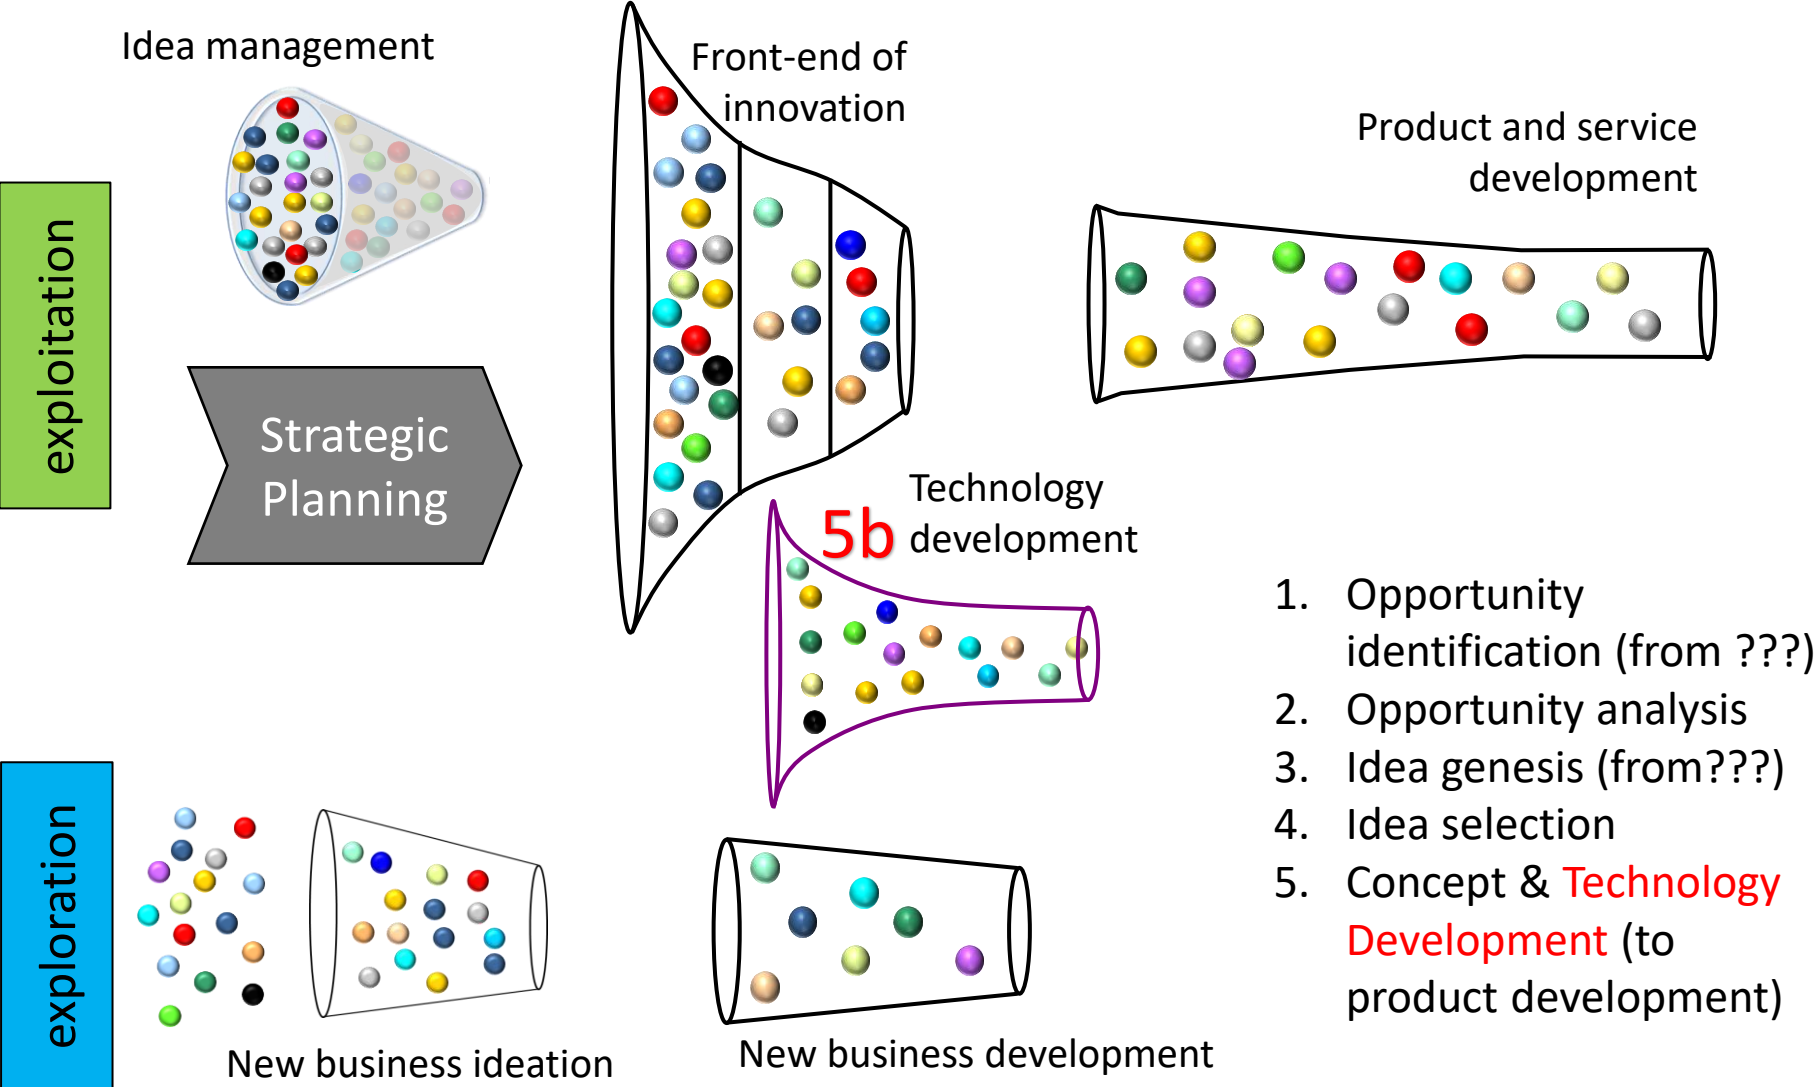 Idea management
Front-end of
innovation
Product and service
development
exploitation
Strategic
Planning
5b
Technology
development
1. Opportunity
identification (from ???)
2. Opportunity analysis
3. Idea genesis (from???)
4. Idea selection
5. Concept & Technology
Development (to
product development)
exploration
New business ideation
New business development